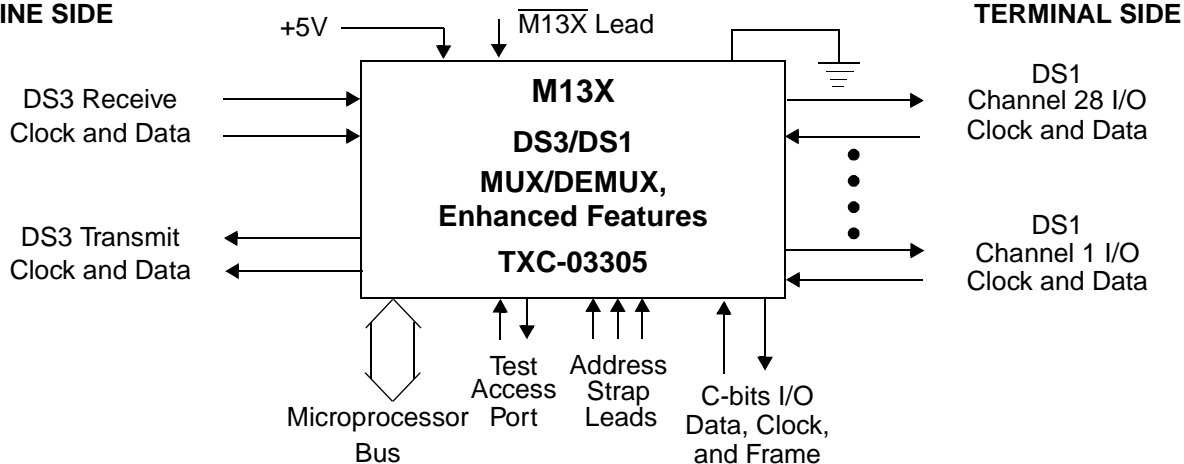 INE SIDE
TERMINAL SIDE
+5V
M13X Lead
DS3 Receive
Clock and Data
DS3 Transmit
Clock and Data
M13X
DS3/DS1
MUX/DEMUX,
Enhanced Features
TXC-03305
DS1
Channel 28 I/O
Clock and Data
DS1
Channel 1 I/O
Clock and Data
Microprocessor
Bus
Test
Access
Port
Address
Strap
Leads
C-bits I/O
Data, Clock,
and Frame